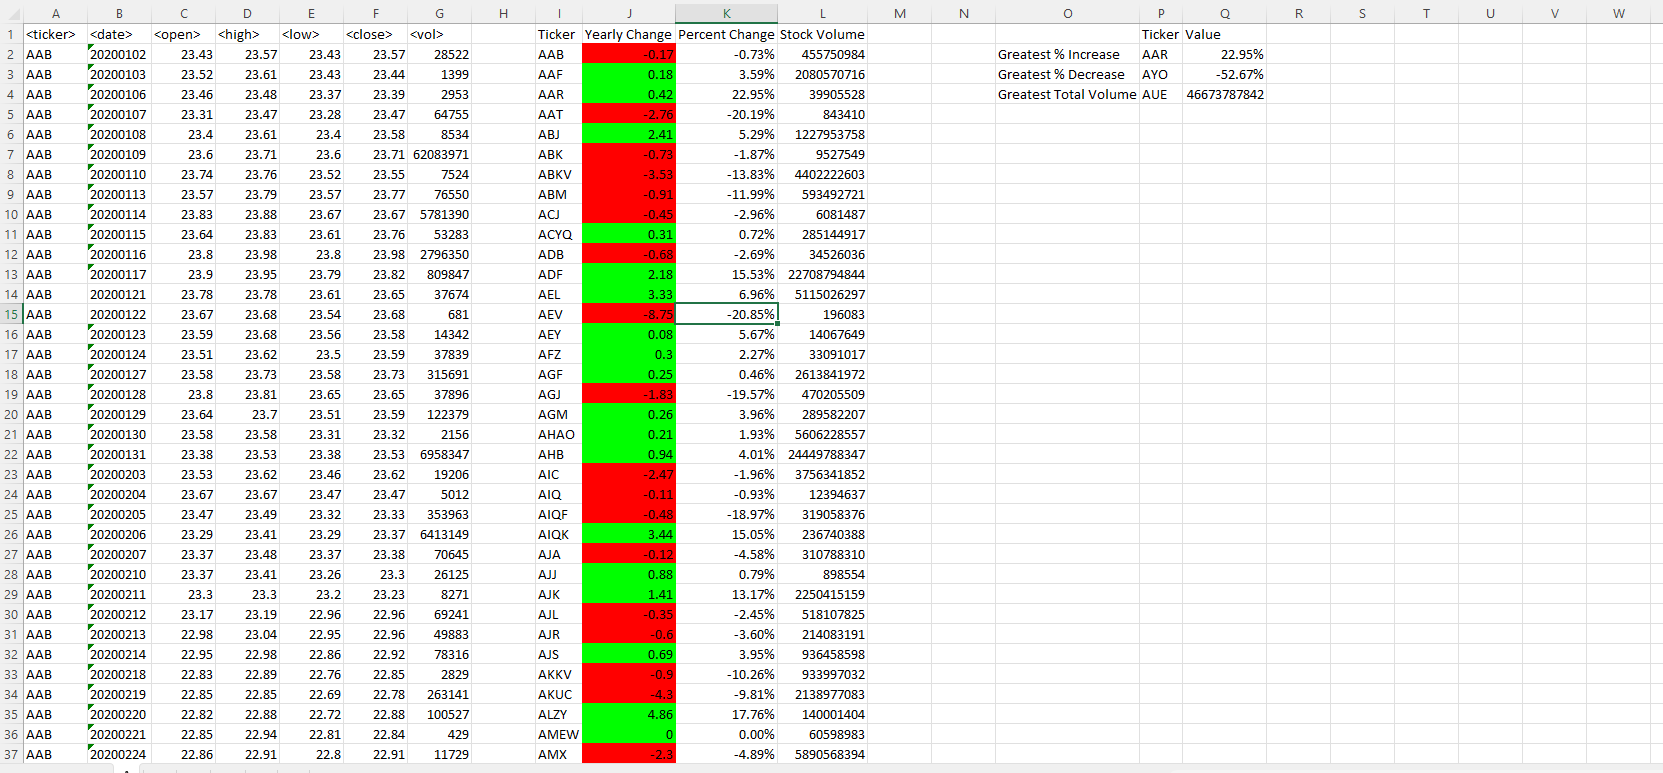 A B C D E F G H I J K L M N O P Q R S T U V W
1 <ticker> <date> <open> <high> <low> <close> <vol> Ticker Yearly Change Percent Change Stock Volume Ticker Value
2 AAB 20200102 23.43 23.57 23.43 23.57 28522 AAB -0.17 -0.73% 455750984 Greatest % Increase AAR 22.95%
3 AAB 20200103 23.52 23.61 23.43 23.44 1399 AAF 0.18 3.59% 2080570716 Greatest % Decrease AYO -52.67%
4 AAB 20200106 23.46 23.48 23.37 23.39 2953 AAR 0.42 22.95% 39905528 Greatest Total Volume AUE 46673787842
5 AAB 20200107 23.31 23.47 23.28 23.47 64755 AAT -2.76 -20.19% 843410
6 AAB 20200108 23.4 23.61 23.4 23.58 8534 ABJ 2.41 5.29% 1227953758
7 AAB 20200109 23.6 23.71 23.6 23.71 62083971 ABK -0.73 -1.87% 9527549
8 AAB 20200110 23.74 23.76 23.52 23.55 7524 ABKV -3.53 -13.83% 4402222603
9 AAB 20200113 23.57 23.79 23.57 23.77 76550 ABM -0.91 -11.99% 593492721
10 AAB 20200114 23.83 23.88 23.67 23.67 5781390 ACJ -0.45 -2.96% 6081487
11 AAB 20200115 23.64 23.83 23.61 23.76 53283 ACYQ 0.31 0.72% 285144917
12 AAB 20200116 23.8 23.98 23.8 23.98 2796350 ADB -0.68 -2.69% 34526036
13 AAB 20200117 23.9 23.95 23.79 23.82 809847 ADF 2.18 15.53% 22708794844
14 AAB 20200121 23.78 23.78 23.61 23.65 37674 AEL 3.33 6.96% 5115026297
15 AAB 20200122 23.67 23.68 23.54 23.68 681 AEV -8.75 -20.85% 196083
16 AAB 20200123 23.59 23.68 23.56 23.58 14342 AEY 0.08 5.67% 14067649
17 AAB 20200124 23.51 23.62 23.5 23.59 37839 AFZ 0.3 2.27% 33091017
18 AAB 20200127 23.58 23.73 23.58 23.73 315691 AGF 0.25 0.46% 2613841972
19 AAB 20200128 23.8 23.81 23.65 23.65 37896 AGJ -1.83 -19.57% 470205509
20 AAB 20200129 23.64 23.7 23.51 23.59 122379 AGM 0.26 3.96% 289582207
21 AAB 20200130 23.58 23.58 23.31 23.32 2156 AHAO 0.21 1.93% 5606228557
22 AAB 20200131 23.38 23.53 23.38 23.53 6958347 AHB 0.94 4.01% 24449788347
23 AAB 20200203 23.53 23.62 23.46 23.62 19206 AIC -2.47 -1.96% 3756341852
24 AAB 20200204 23.67 23.67 23.47 23.47 5012 AIQ -0.11 -0.93% 12394637
25 AAB 20200205 23.47 23.49 23.32 23.33 353963 AIQF -0.48 -18.97% 319058376
26 AAB 20200206 23.29 23.41 23.29 23.37 6413149 AIQK 3.44 15.05% 236740388
27 AAB 20200207 23.37 23.48 23.37 23.38 70645 AJA -0.12 -4.58% 310788310
28 AAB 20200210 23.37 23.41 23.26 23.3 26125 AJJ 0.88 0.79% 898554
29 AAB 20200211 23.3 23.3 23.2 23.23 8271 AJK 1.41 13.17% 2250415159
30 AAB 20200212 23.17 23.19 22.96 22.96 69241 AJL -0.35 -2.45% 518107825
31 AAB 20200213 22.98 23.04 22.95 22.96 49883 AJR -0.6 -3.60% 214083191
32 AAB 20200214 22.95 22.98 22.86 22.92 78316 AJS 0.69 3.95% 936458598
33 AAB 20200218 22.83 22.89 22.76 22.85 2829 AKKV -0.9 -10.26% 933997032
34 AAB 20200219 22.85 22.85 22.69 22.78 263141 AKUC -4.3 -9.81% 2138977083
35 AAB 20200220 22.82 22.88 22.72 22.88 100527 ALZY 4.86 17.76% 140001404
36 AAB 20200221 22.85 22.94 22.81 22.84 429 AMEW 0 0.00% 60598983
37 AAB 20200224 22.86 22.91 22.8 22.91 11729 AMX -2.3 -4.89% 5890568394